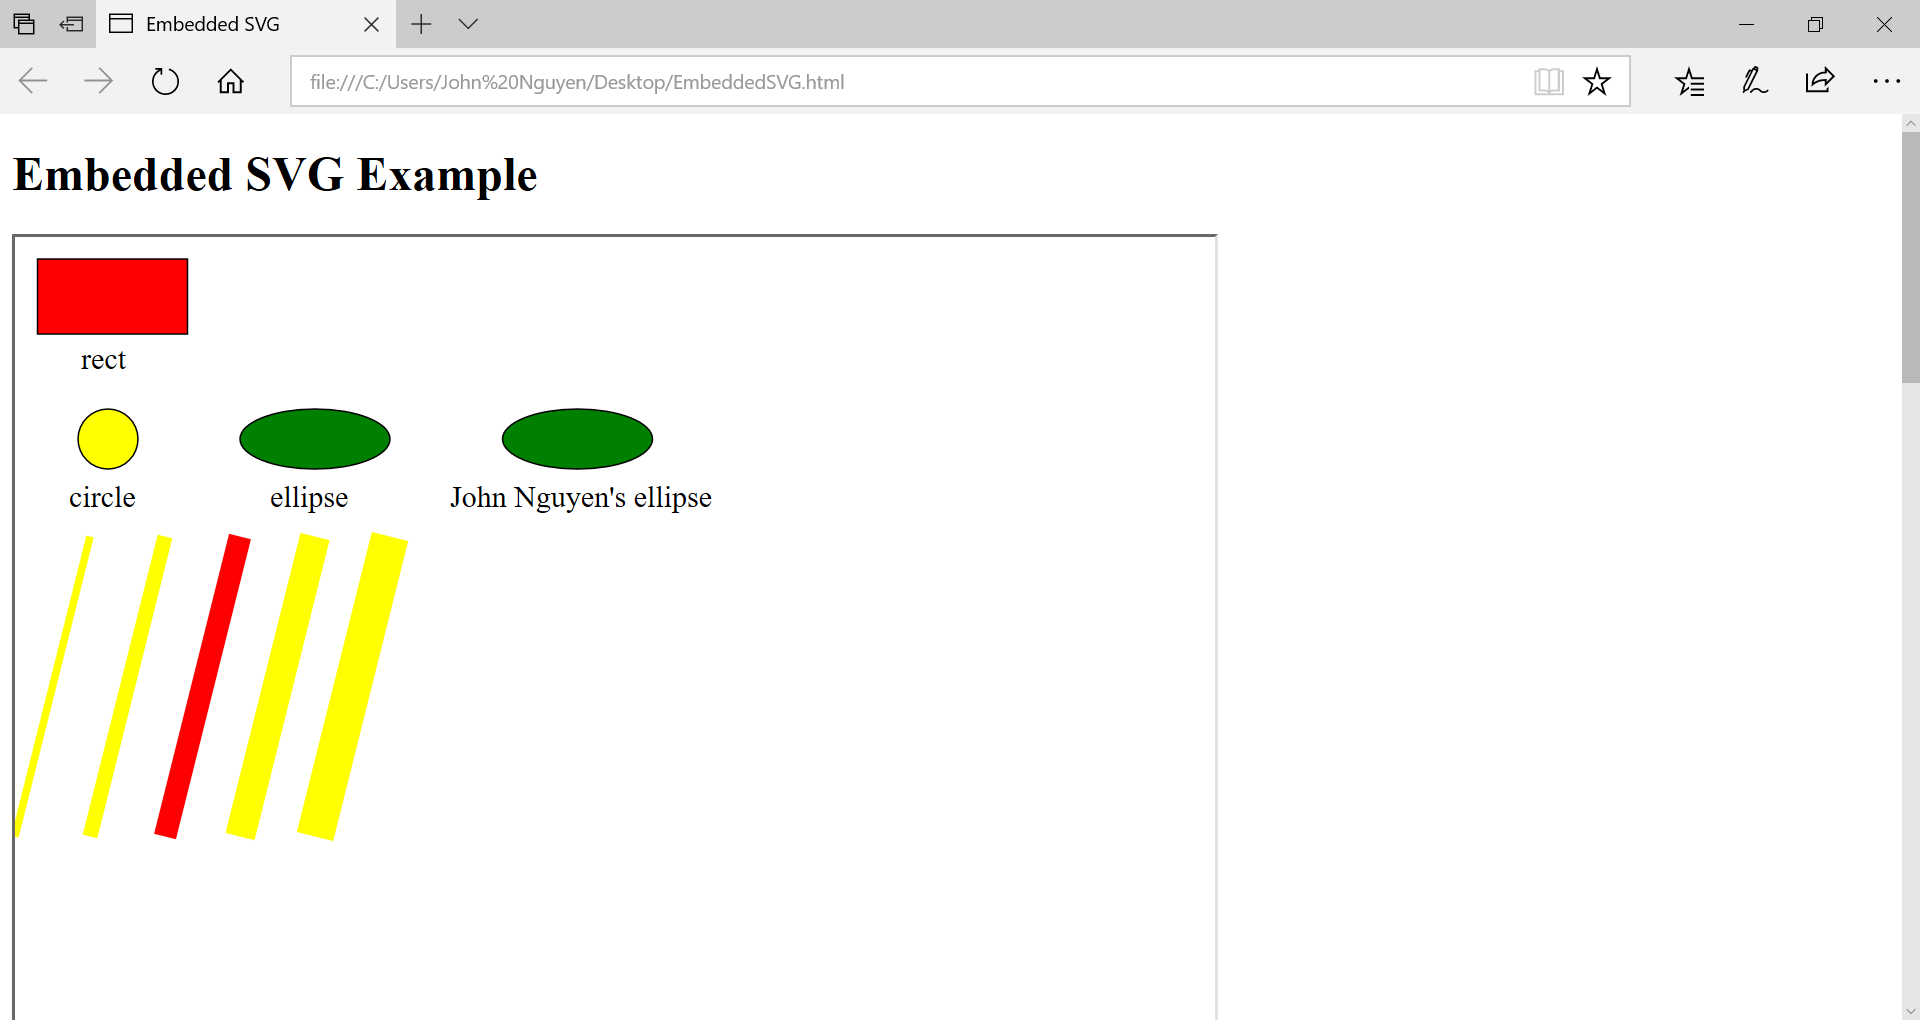 Embedded SVG
file:///C:/Users/John%20Nguyen/Desktop/EmbeddedSVG.html
Embedded SVG Example
rect
circle ellipse John Nguyen's ellipse